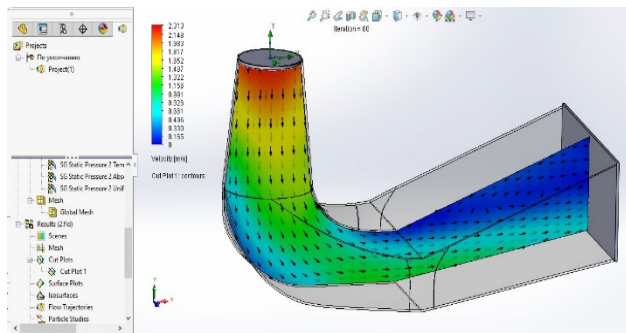 Projects
По умолчанию
Project(1)
SG Static Pressure 2 Tem
SG Static Pressure 2 Abso
SG Static Pressure 2 Unif
Mesh
Global Mesh
Results (2.fld)
Scenes
Mesh
Cut Plots
Cut Plot 1
Surface Plots
Isosurfaces
Flow Trajectories
Particle Studies
2.313
2.148
1.983
1.817
1.652
1.487
1.322
1.156
0.991
0.826
0.661
0.496
0.330
0.165
0
Velocity [m/s]
Cut Plot 1: contours
Iteration = 60
Y
Y
X